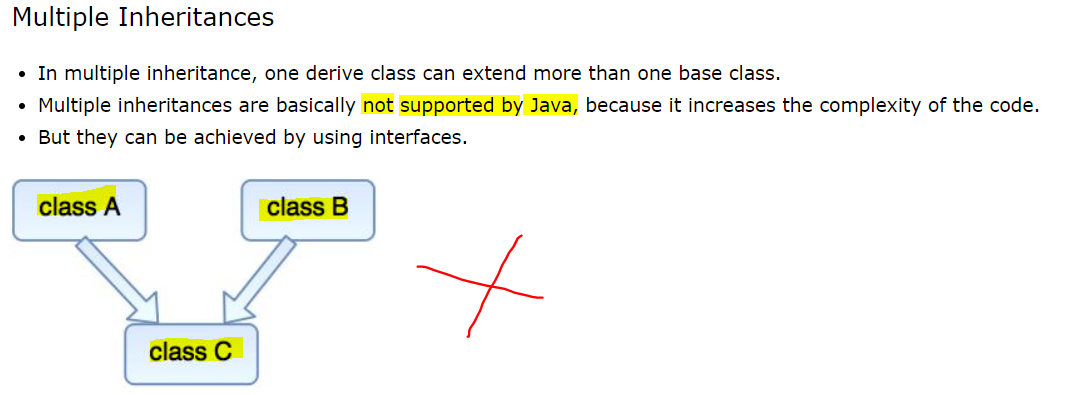 Multiple Inheritances
• In multiple inheritance, one derive class can extend more than one base class.
• Multiple inheritances are basically not supported by Java, because it increases the complexity of the code.
• But they can be achieved by using interfaces.
class A
class B
class C